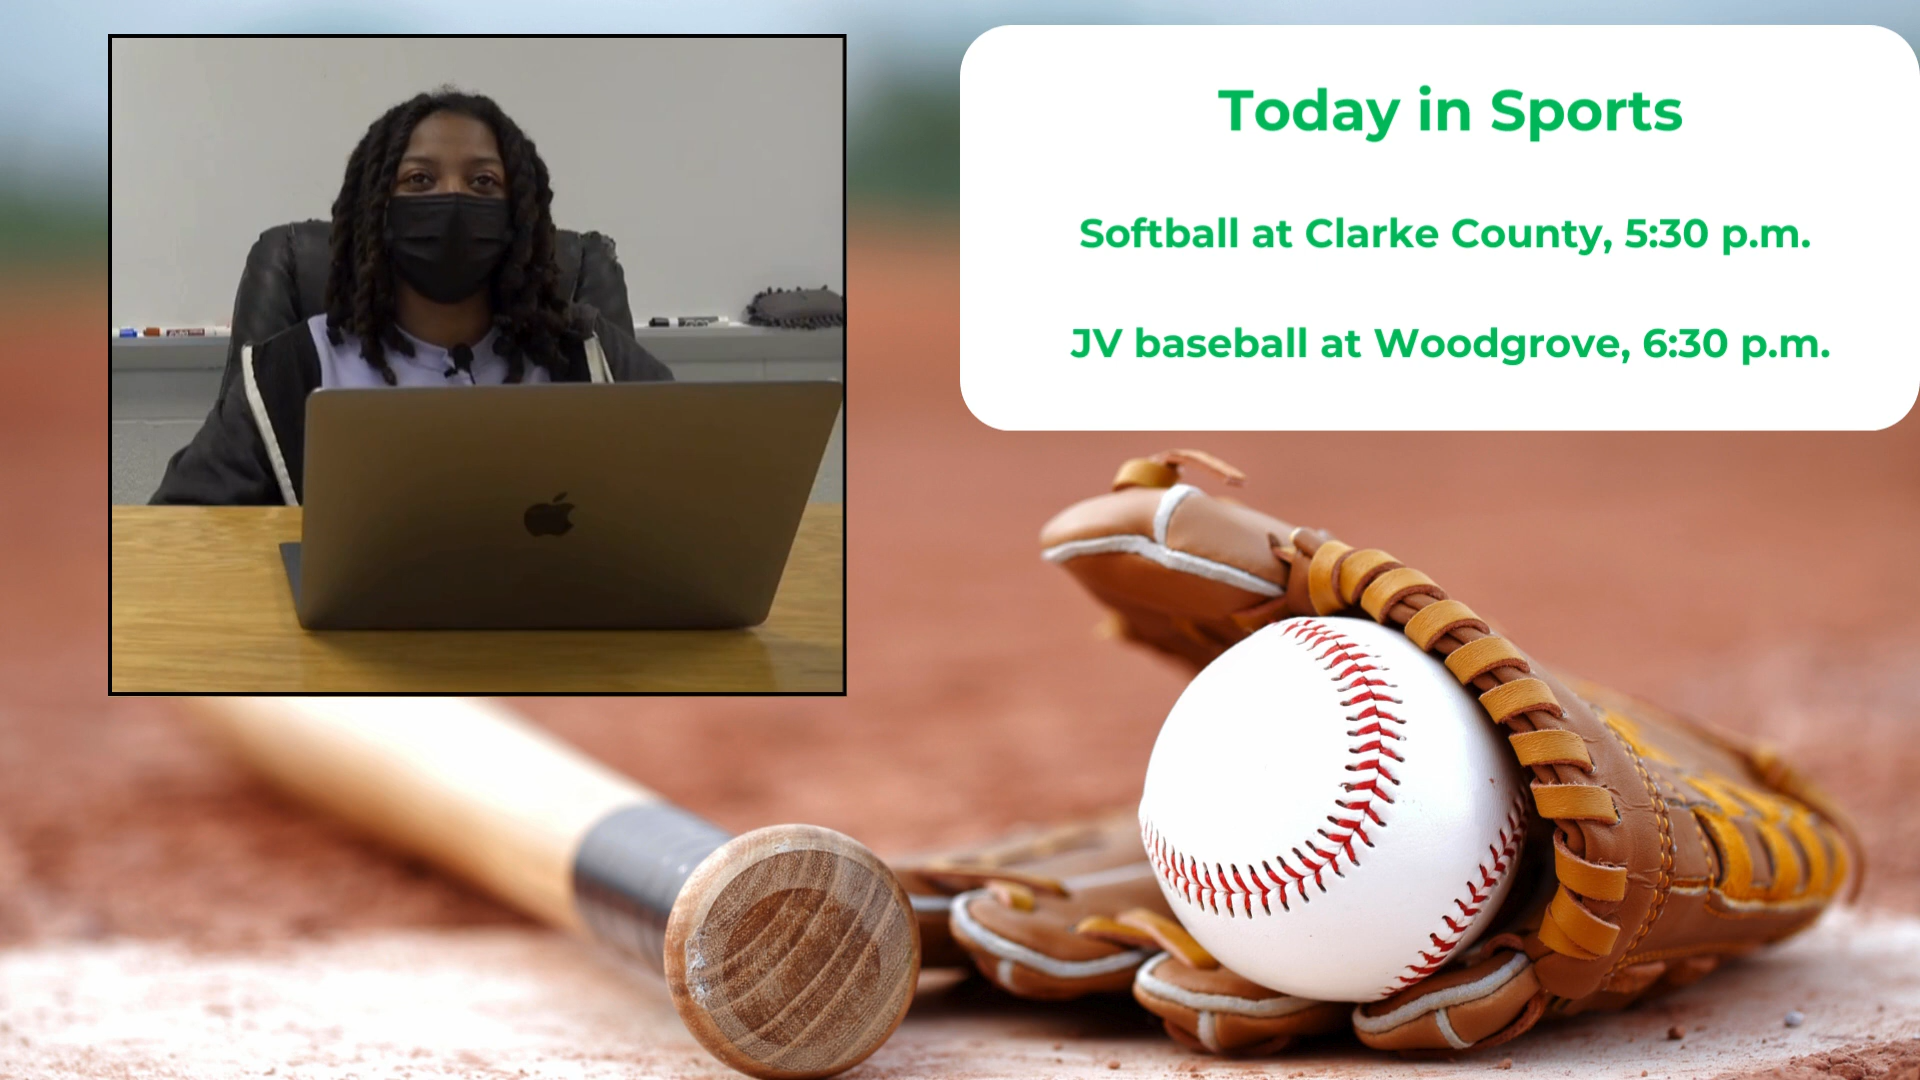 Today in Sports
Softball at Clarke County, 5:30 p.m.
JV baseball at Woodgrove, 6:30 p.m.